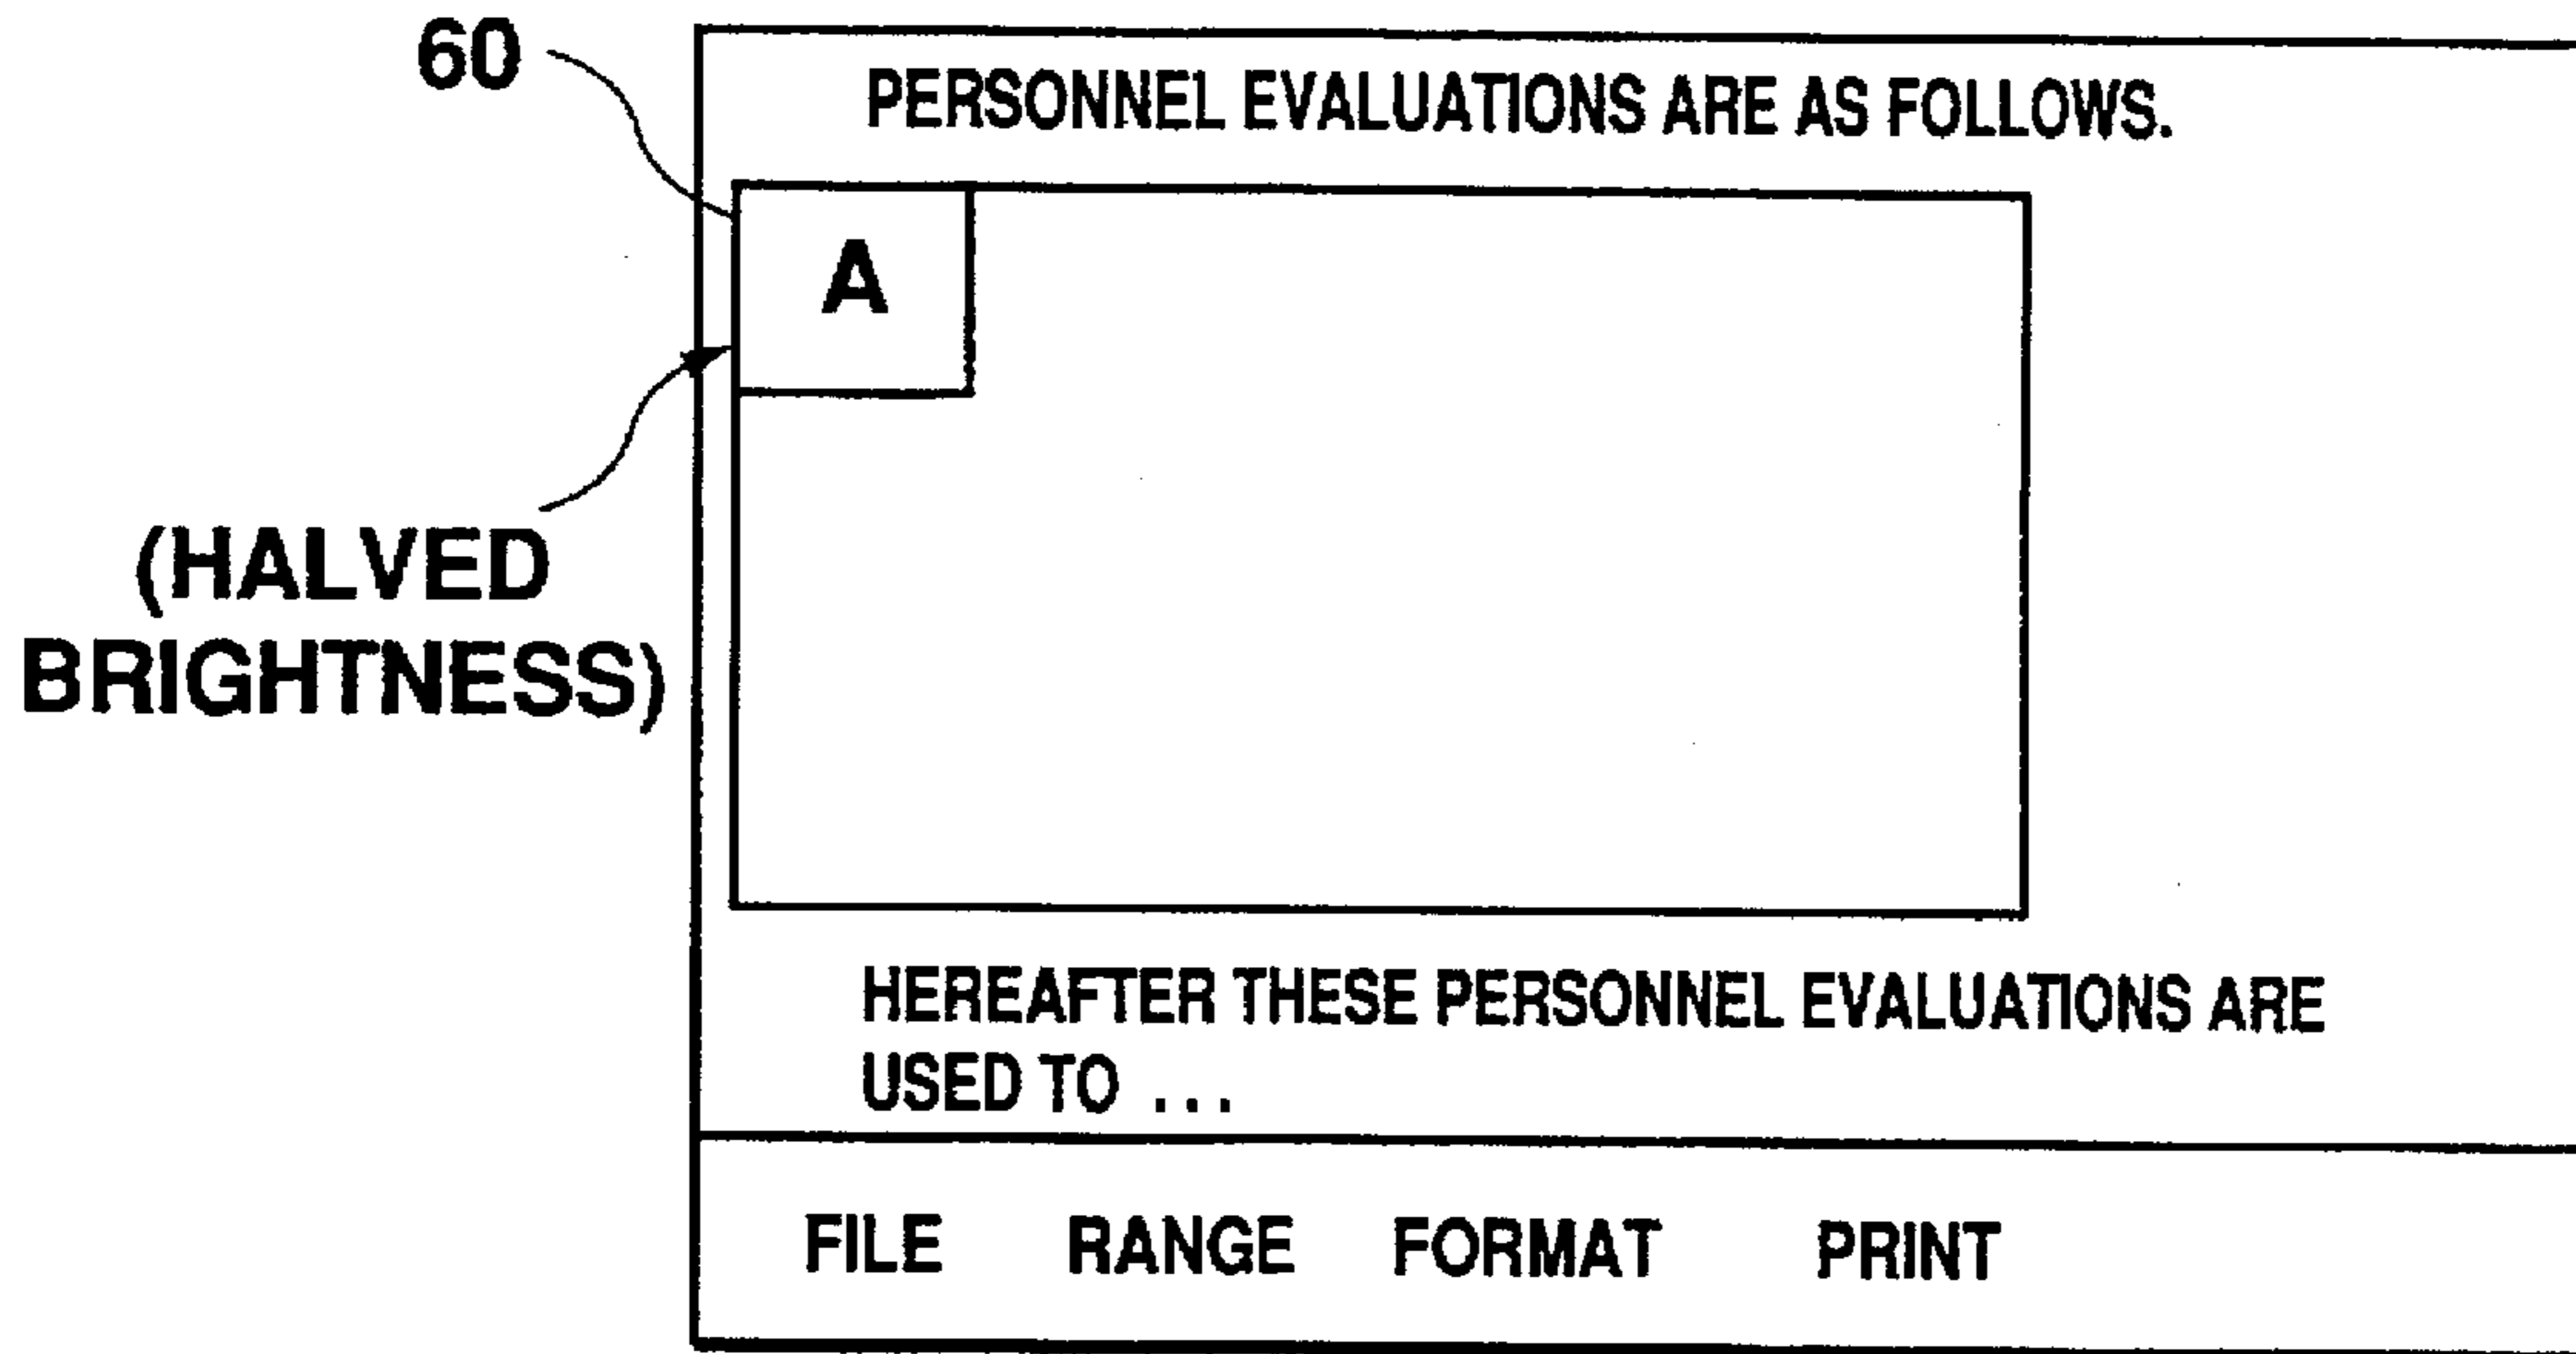 60
PERSONNEL EVALUATIONS ARE AS FOLLOWS.
A
(HALVED
BRIGHTNESS)
HEREAFTER THESE PERSONNEL EVALUATIONS ARE
USED TO ...
FILE RANGE FORMAT PRINT